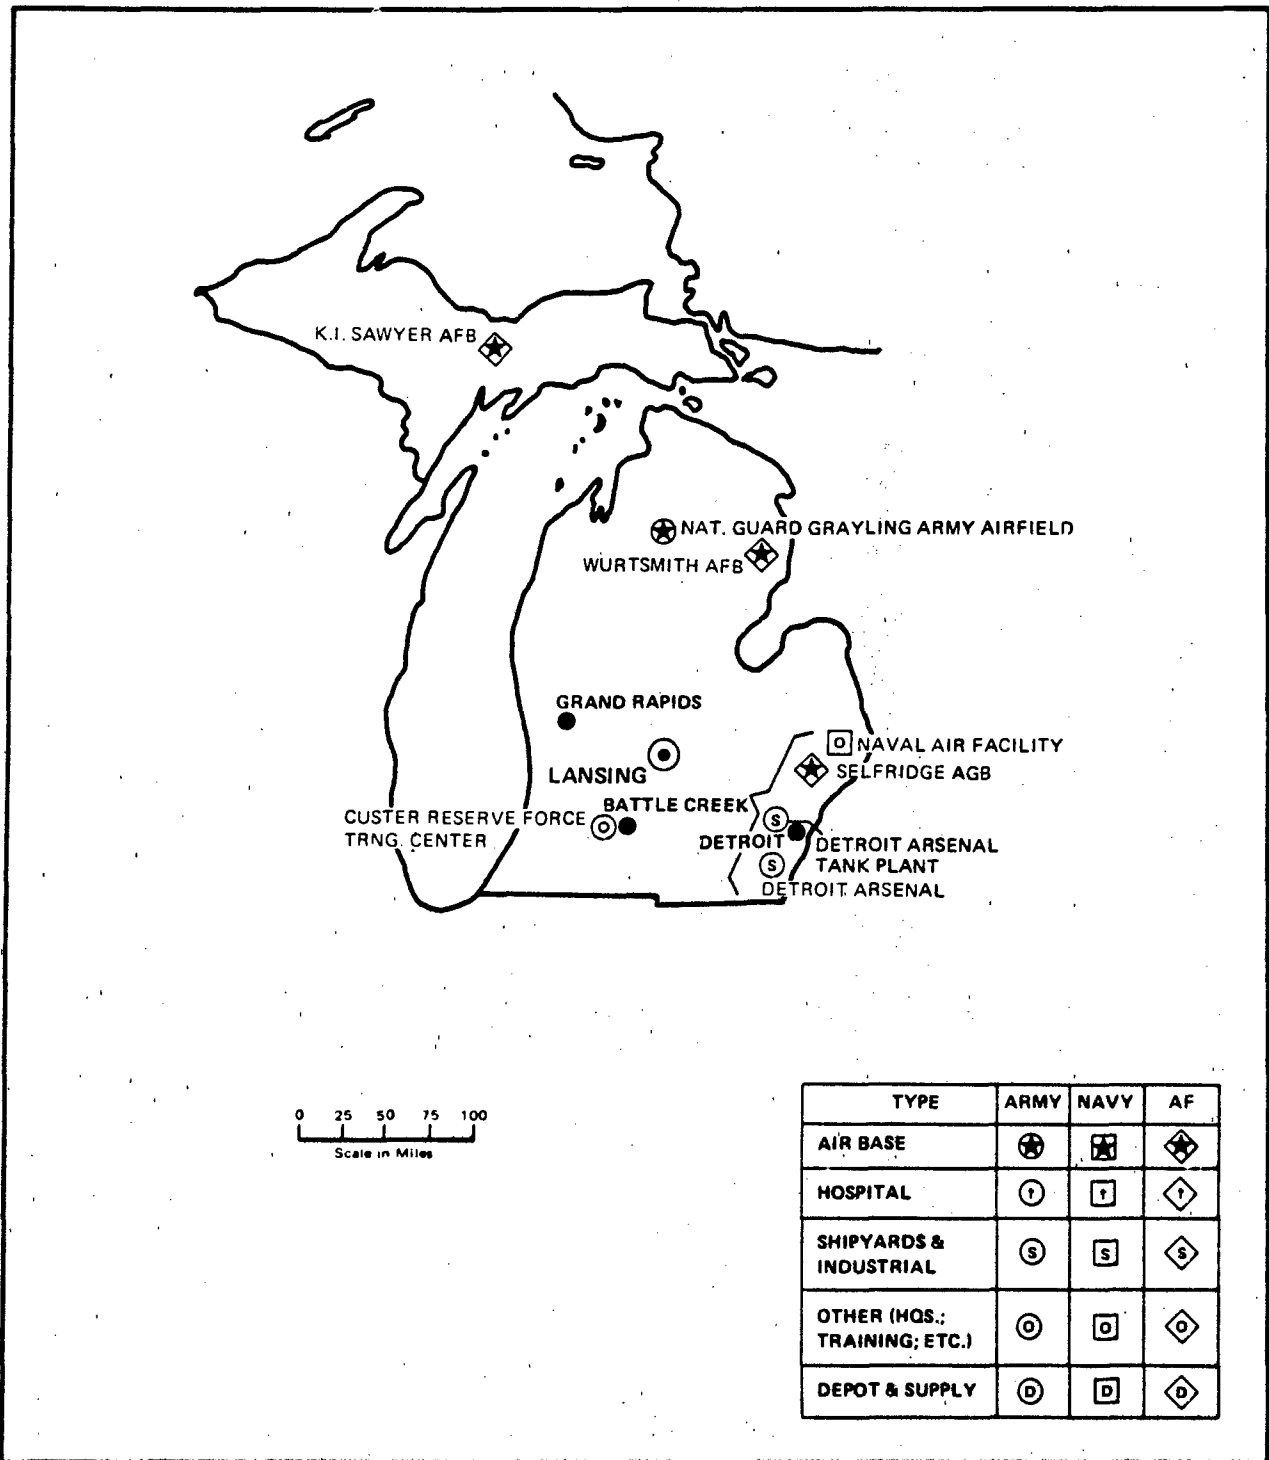 K.I. SAWYER AFB
NAT. GUARD GRAYLING ARMY AIRFIELD
WURTSMITH AFB
GRAND RAPIDS
LANSING
O NAVAL AIR FACILITY
SELFRIDGE AGB
BATTLE CREEK
CUSTER RESERVE FORCE
TRNG. CENTER
O
S
DETROIT
DETROIT ARSENAL
TANK PLANT
S
DETROIT ARSENAL
0 25 50 75 100
Scale in Miles
TYPE ARMY NAVY AF
AIR BASE
HOSPITAL
SHIPYARDS &
INDUSTRIAL
S S S
OTHER (HQS.;
TRAINING; ETC.)
O O O
DEPOT & SUPPLY D D D